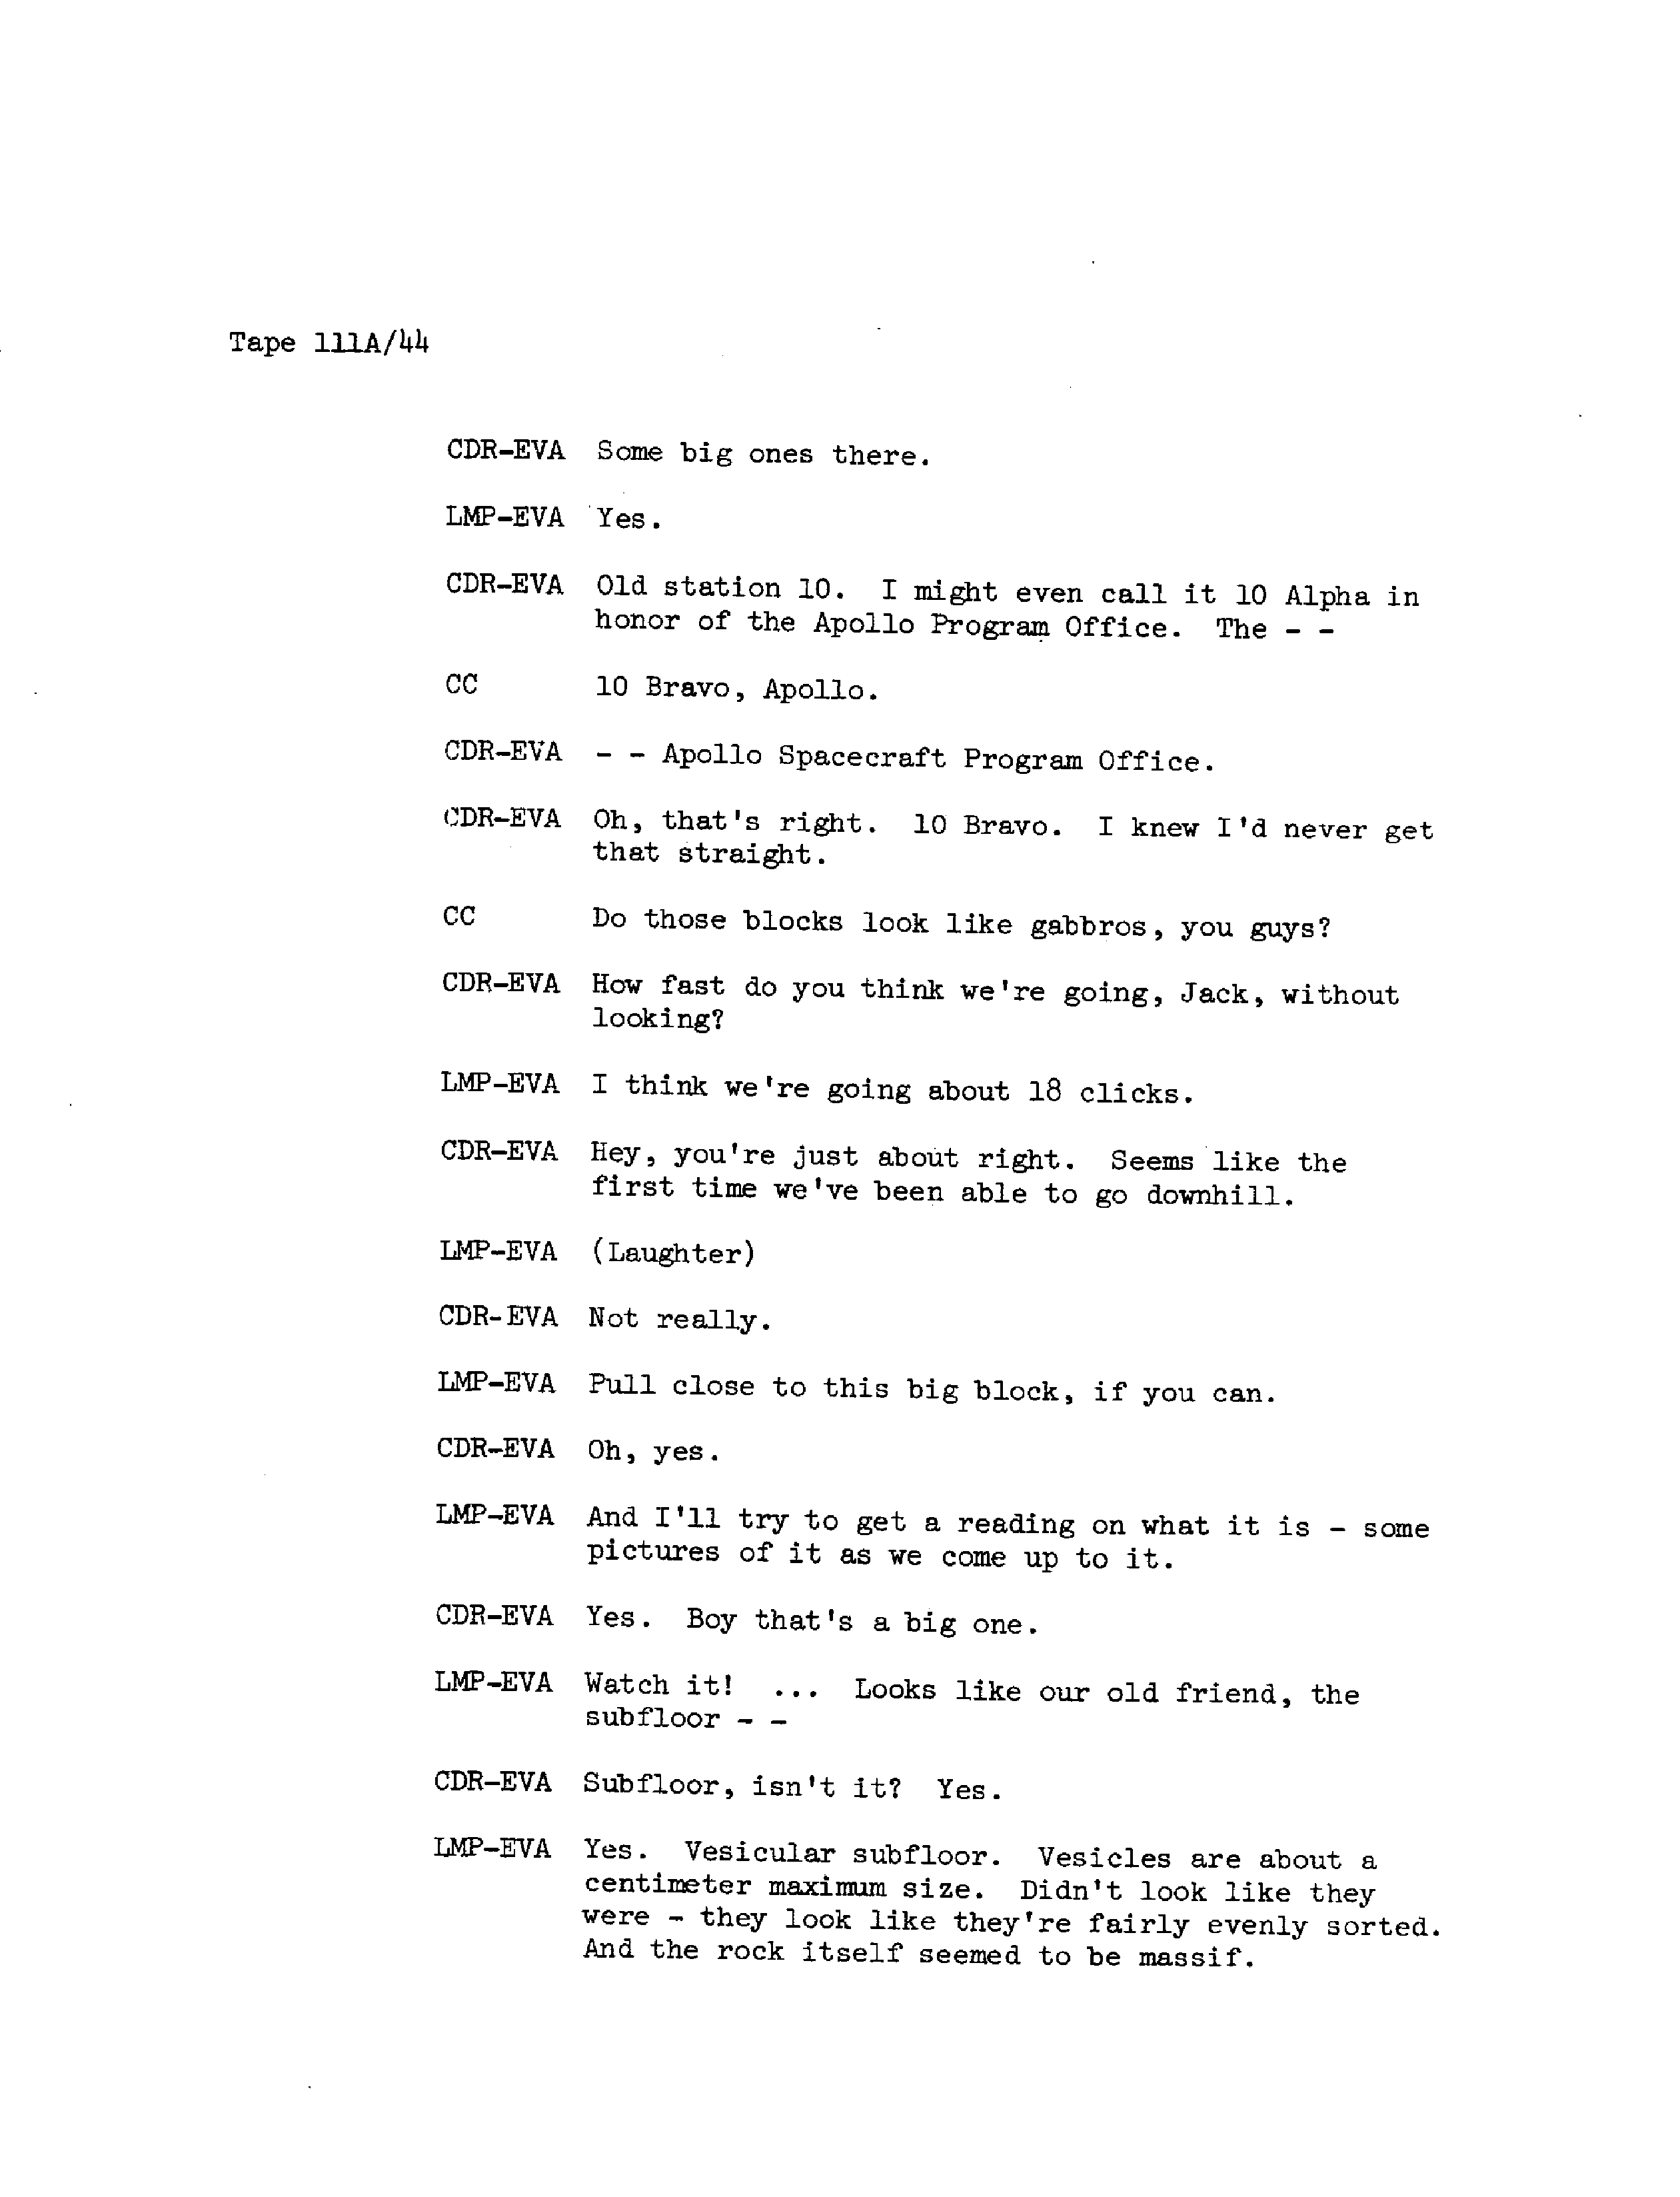 Tape 111A/44
CDR-EVA Some big ones there.
LMP-EVA Yes.
CDR-EVA Old station 10. I might even call it 10 Alpha in
honor of the Apollo Program Office. The - -
CC 10 Bravo, Apollo.
CDR-EVA - - Apollo Spacecraft Program Office.
CDR-EVA Oh, that's right. 10 Bravo. I knew I'd never get
that straight.
CC Do those blocks look like gabbros, you guys?
CDR-EVA How fast do you think we're going, Jack, without
looking?
LMP-EVA I think we're going about 18 clicks.
CDR-EVA Hey, you're just about right. Seems like the
first time we've been able to go downhill.
LMP-EVA (Laughter)
CDR-EVA Not really.
LMP-EVA Pull close to this big block, if you can.
CDR-EVA Oh, yes.
LMP-EVA And I'll try to get a reading on what it is - some
pictures of it as we come up to it.
CDR-EVA Yes. Boy that's a big one.
LMP-EVA Watch it! ... Looks like our old friend, the
subfloor - -
CDR-EVA Subfloor, isn't it? Yes.
LMP-EVA Yes. Vesicular subfloor. Vesicles are about a
centimeter maximum size. Didn't look like they
were - they look like they're fairly evenly sorted.
And the rock itself seemed to be massif.